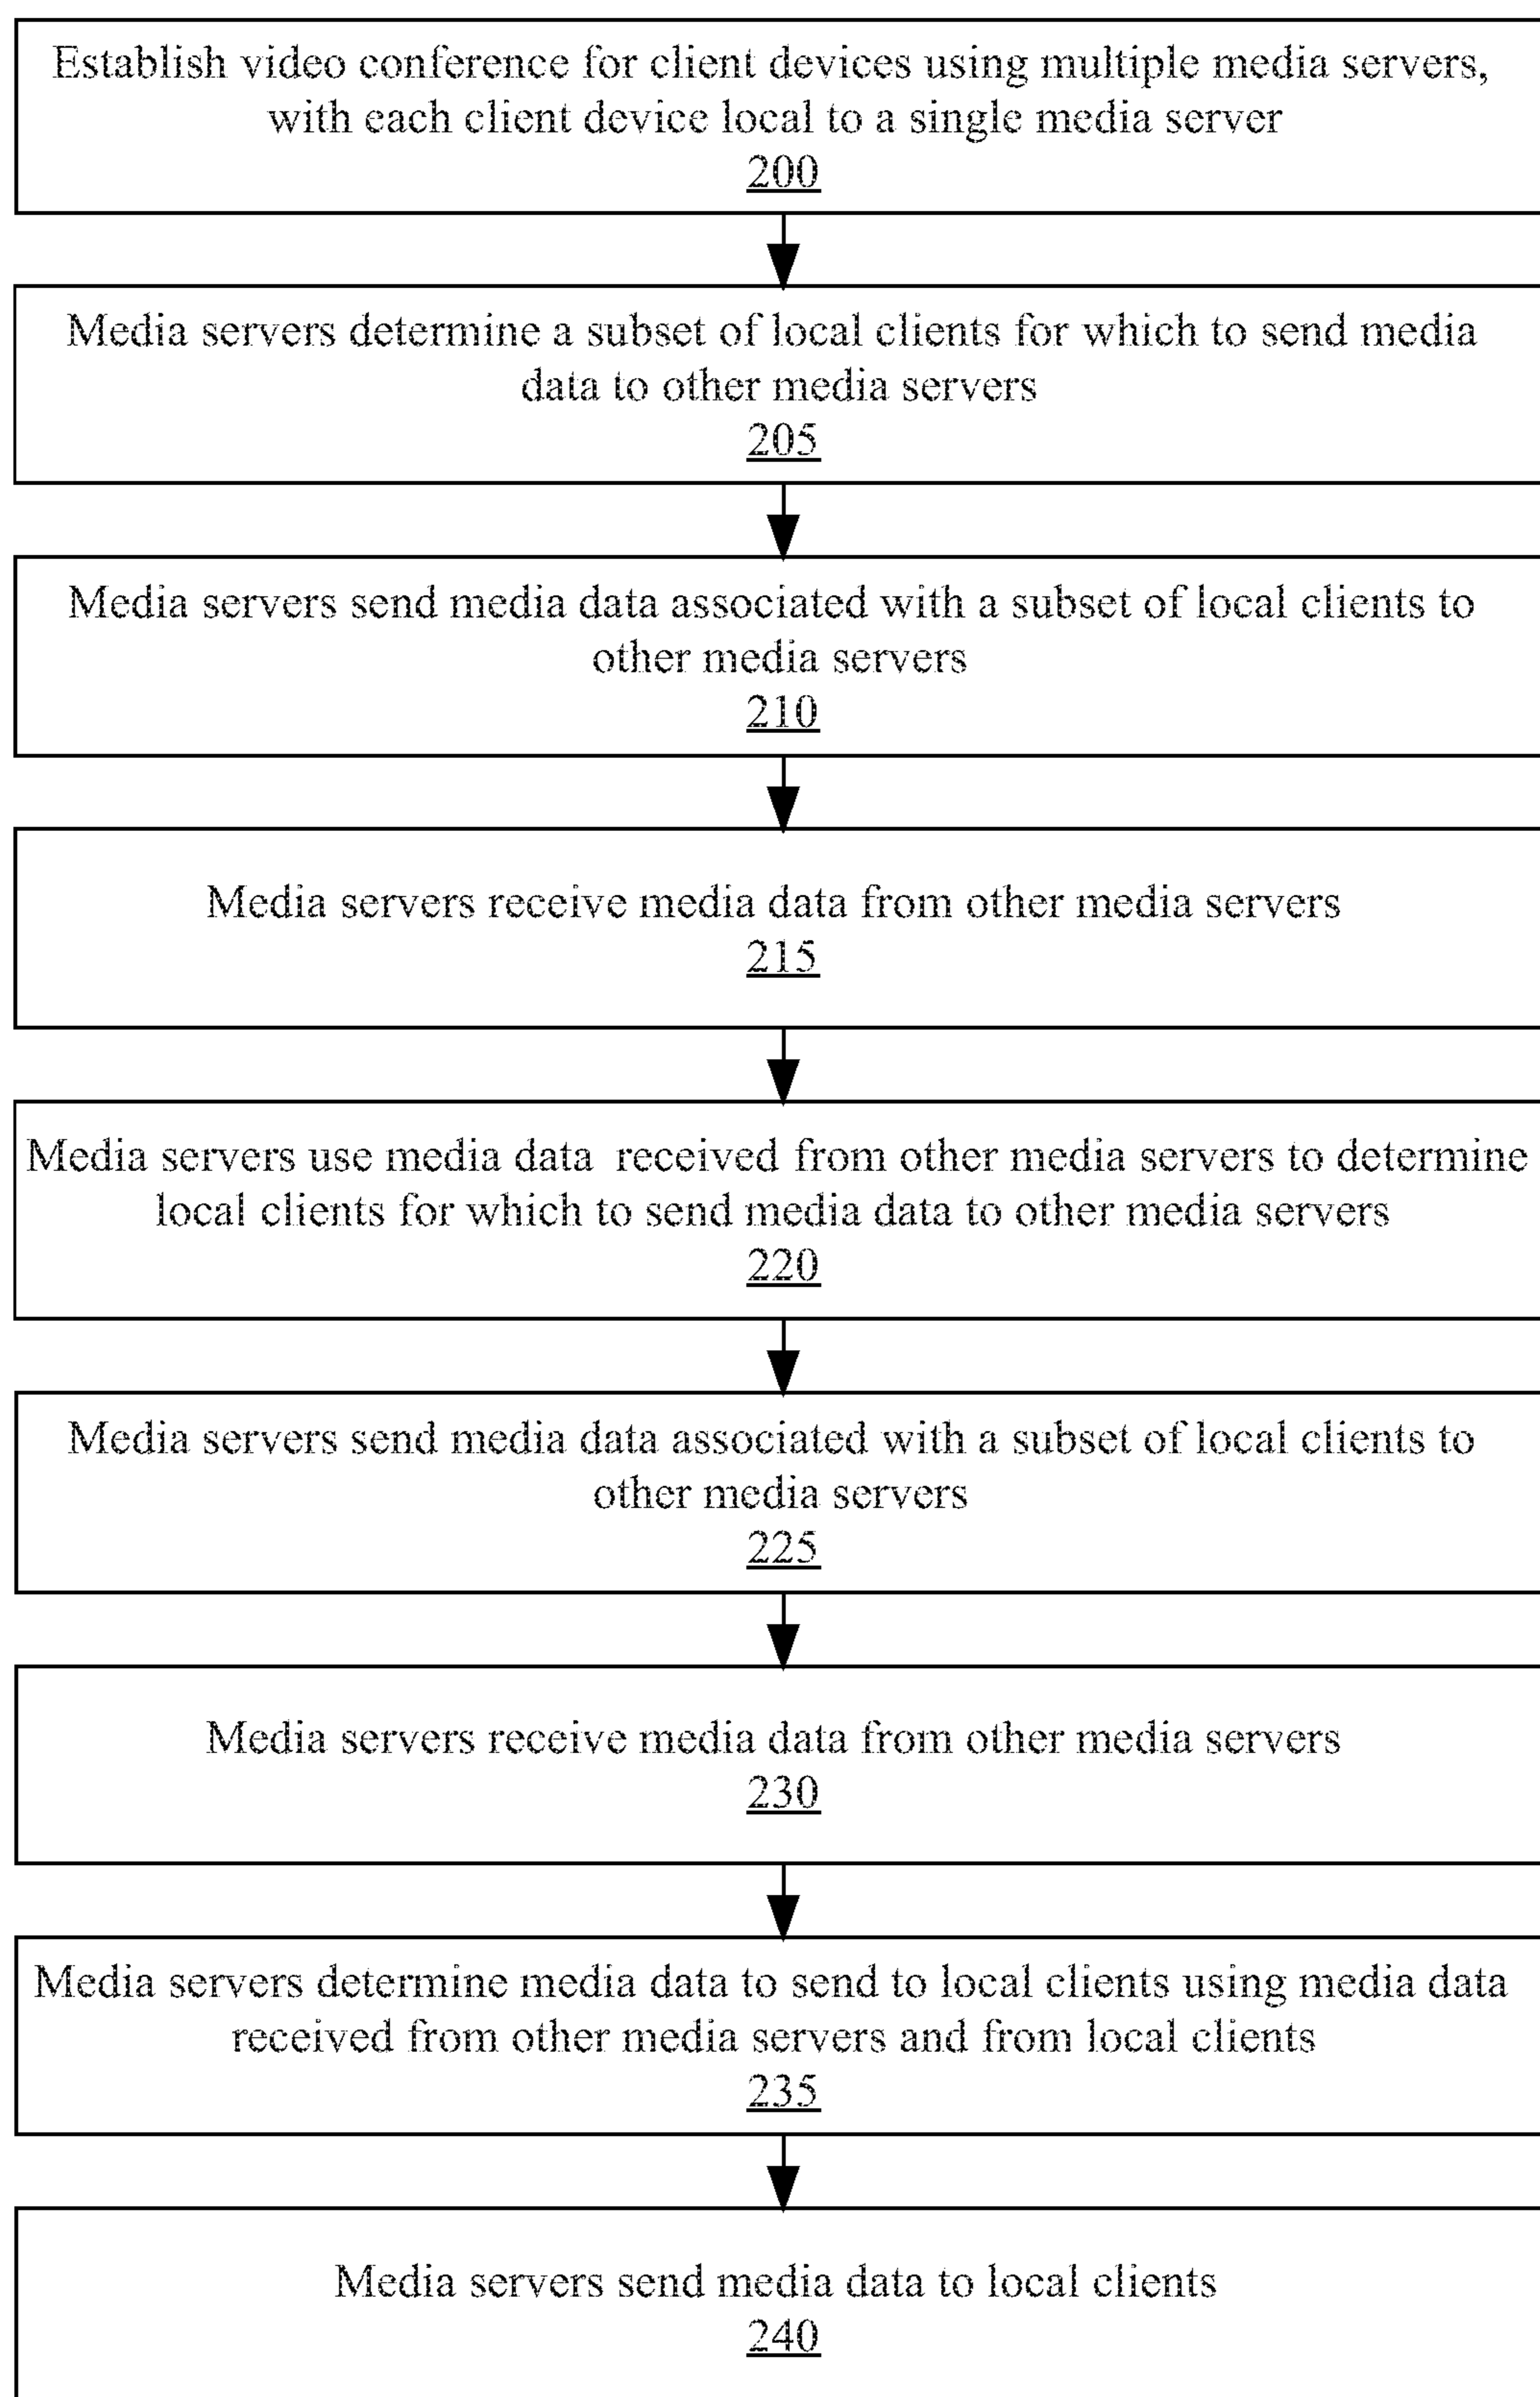 Establish video conference for client devices using multiple media servers,
with each client device local to a single media server
200
Media servers determine a subset of local clients for which to send media
data to other media servers
205
Media servers send media data associated with a subset of local clients to
other media servers
210
Media servers receive media data from other media servers
215
Media servers use media data received from other media servers to determine
local clients for which to send media data to other media servers
220
Media servers send media data associated with a subset of local clients to
other media servers
225
Media servers receive media data from other media servers
230
Media servers determine media data to send to local clients using media data
received from other media servers and from local clients
235
Media servers send media data to local clients
240